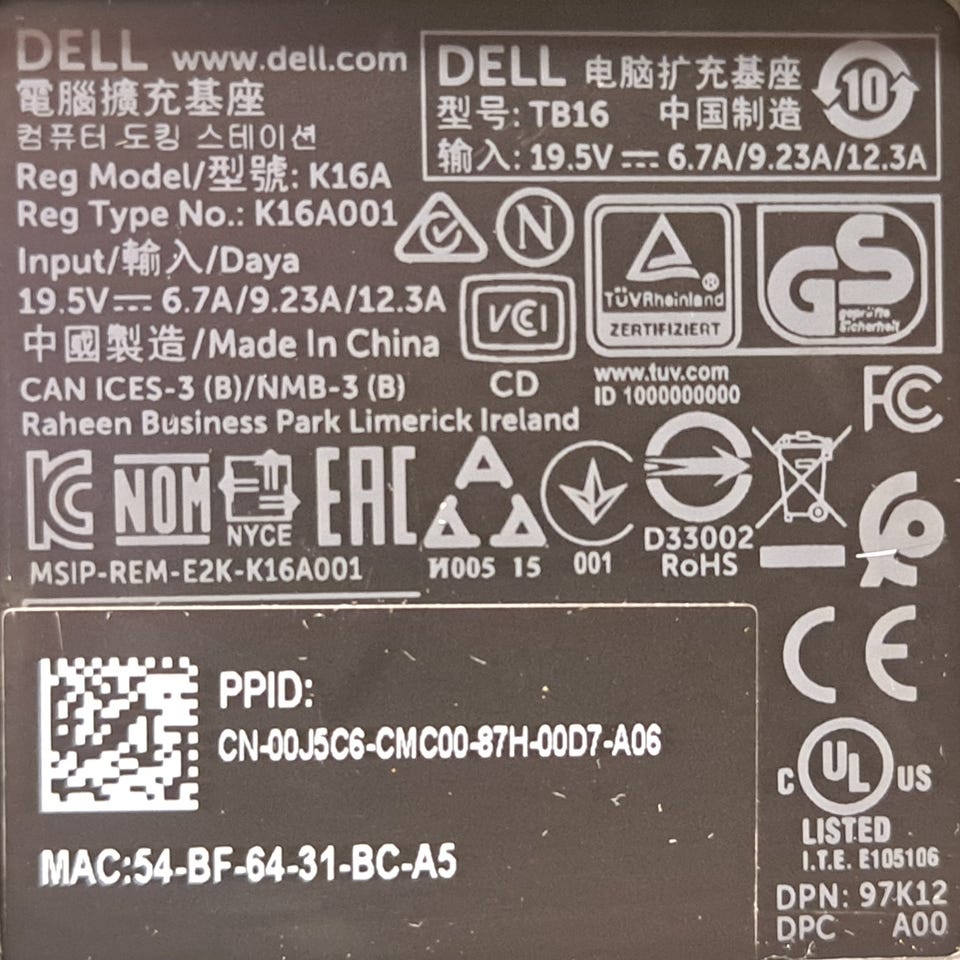 DELL www.dell.com
電腦擴充基座
컴퓨터 도킹 스테이션
Reg Model/型號: K16A
Reg Type No.: K16A001
Input/輸入/Daya
19.5V⎓ 6.7A/9.23A/12.3A
中國製造/Made In China
CAN ICES-3 (B)/NMB-3 (B)
Raheen Business Park Limerick Ireland
DELL 电脑扩充基座
型号: TB16 中国制造
输入: 19.5V⎓ 6.7A/9.23A/12.3A
10
N
VCCI
CD
TÜVRheinland
ZERTIFIZIERT
GS
geprüfte
Sicherheit
www.tuv.com
ID 1000000000
FC
KC
NOM
NYCE
EAC
MSIP-REM-E2K-K16A001
И005 15
001
D33002
RoHS
CE
C UL US
LISTED
I.T.E. E105106
DPN: 97K12
DPC A00
PPID:
CN-00J5C6-CMC00-87H-00D7-A06
MAC:54-BF-64-31-BC-A5